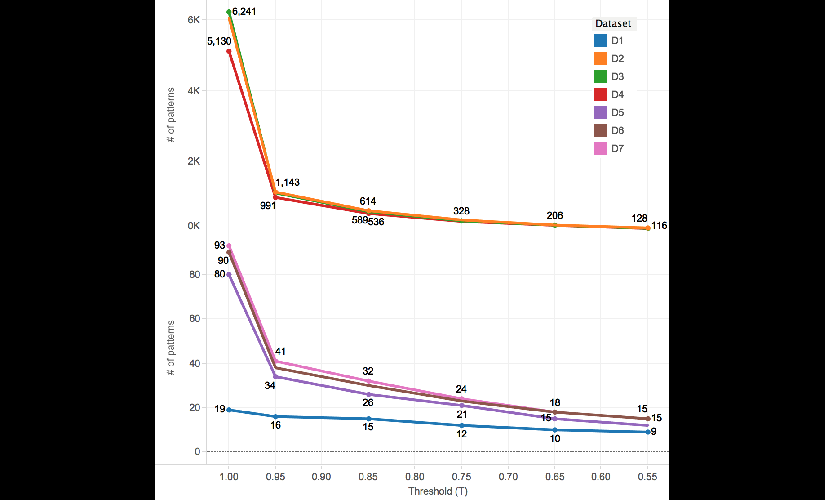 6K
6,241
Dataset
5,130
D1
D2
D3
4K
D4
D5
D6
D7
# of patterns
2K
1,143
991
614
589 536
328
206
128
116
0K
93
90
80
80
60
40
20
0
# of patterns
41
34
32
26
24
21
18
15
15
15
19
16
15
12
10
9
1.00 0.95 0.90 0.85 0.80 0.75 0.70 0.65 0.60 0.55
Threshold (T)